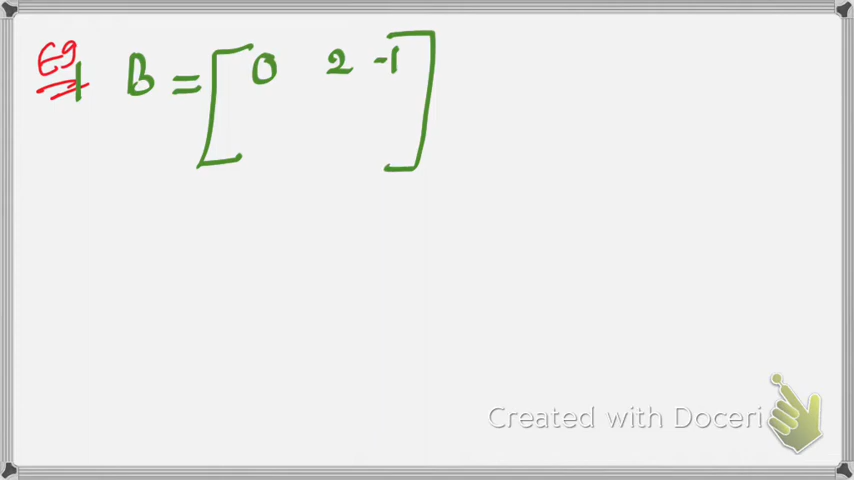 Eg B = [ 0 2 -1 ]
Created with Doceri